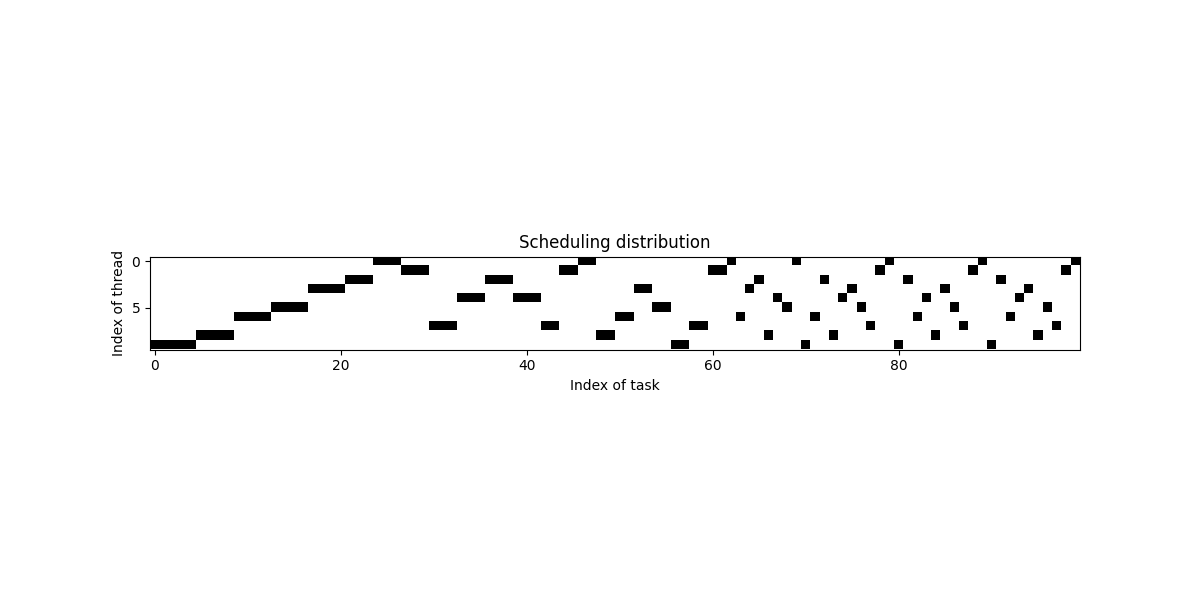 Scheduling distribution
Index of thread
0
5
0 20 40 60 80
Index of task